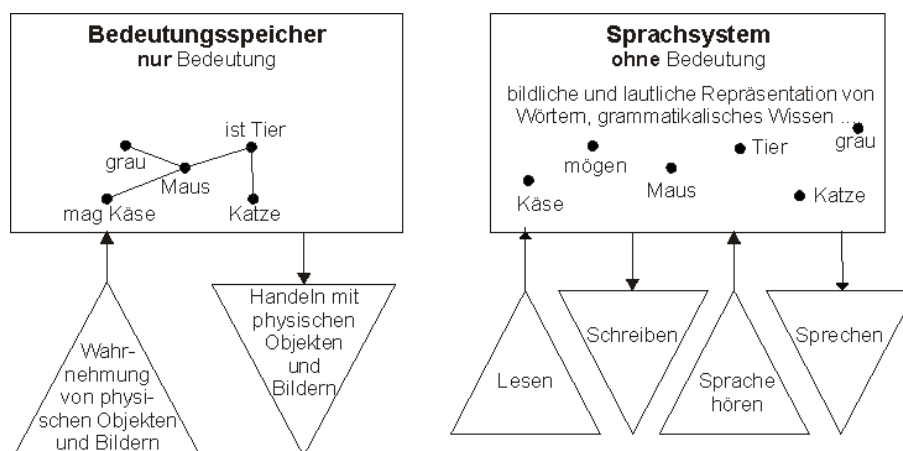 Bedeutungsspeicher
nur Bedeutung
ist Tier
grau
Maus
mag Käse
Katze
Wahr-
nehmung
von physi-
schen Objekten
und Bildern
Handeln mit
physischen
Objekten
und
Bildern
Sprachsystem
ohne Bedeutung
bildliche und lautliche Repräsentation von
Wörtern, grammatikalisches Wissen ....
grau
mögen
Tier
Käse
Maus
Katze
Lesen
Schreiben
Sprache
hören
Sprechen